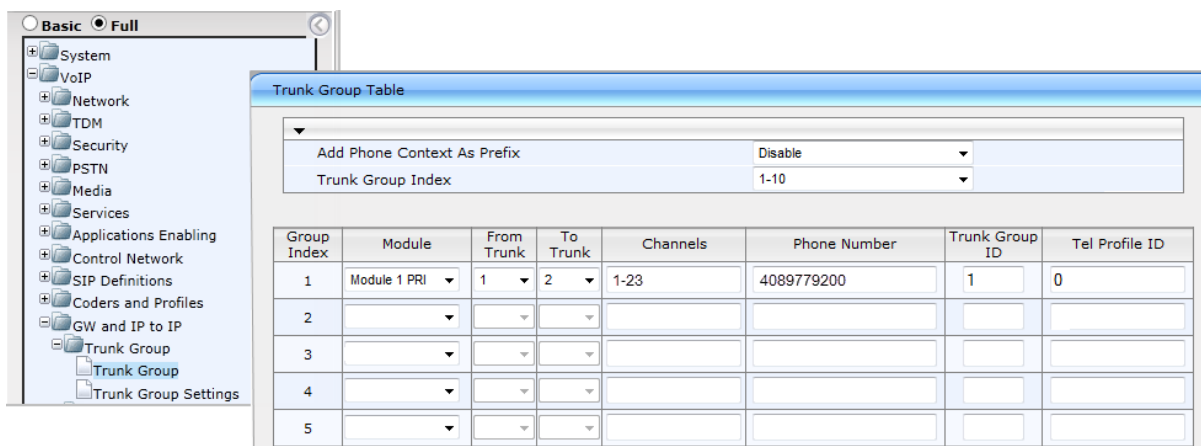 Basic Full
System
VoIP
Network
TDM
Security
PSTN
Media
Services
Applications Enabling
Control Network
SIP Definitions
Coders and Profiles
GW and IP to IP
Trunk Group
Trunk Group
Trunk Group Settings
Trunk Group Table
Add Phone Context As Prefix Disable
Trunk Group Index 1-10
Group Index Module From Trunk To Trunk Channels Phone Number Trunk Group ID Tel Profile ID
1 Module 1 PRI 1 2 1-23 4089779200 1 0
2
3
4
5